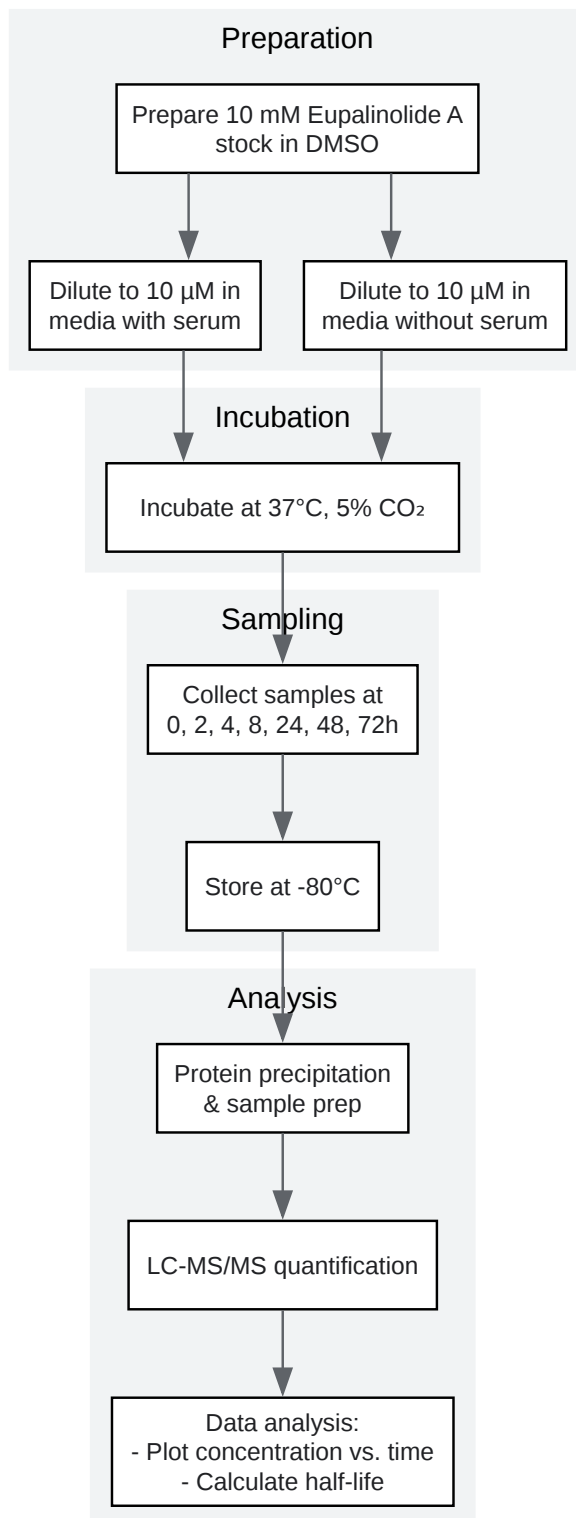 Preparation
Prepare 10 mM Eupalinolide A
stock in DMSO
Dilute to 10 µM in
media with serum
Dilute to 10 µM in
media without serum
Incubation
Incubate at 37°C, 5% CO₂
Sampling
Collect samples at
0, 2, 4, 8, 24, 48, 72h
Store at -80°C
Analysis
Protein precipitation
& sample prep
LC-MS/MS quantification
Data analysis:
- Plot concentration vs. time
- Calculate half-life